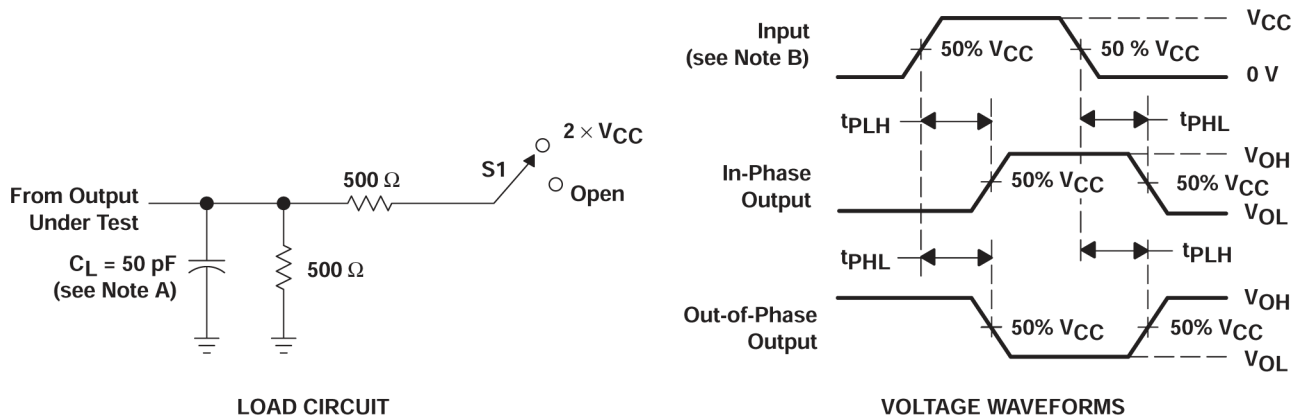 From Output
Under Test
CL = 50 pF
(see Note A)
500 Ω
500 Ω
S1
2 × VCC
Open
LOAD CIRCUIT
Input
(see Note B)
50% VCC
50 % VCC
VCC
0 V
tPLH
tPHL
In-Phase
Output
50% VCC
50% VCC
VOH
VOL
tPHL
tPLH
Out-of-Phase
Output
50% VCC
50% VCC
VOH
VOL
VOLTAGE WAVEFORMS